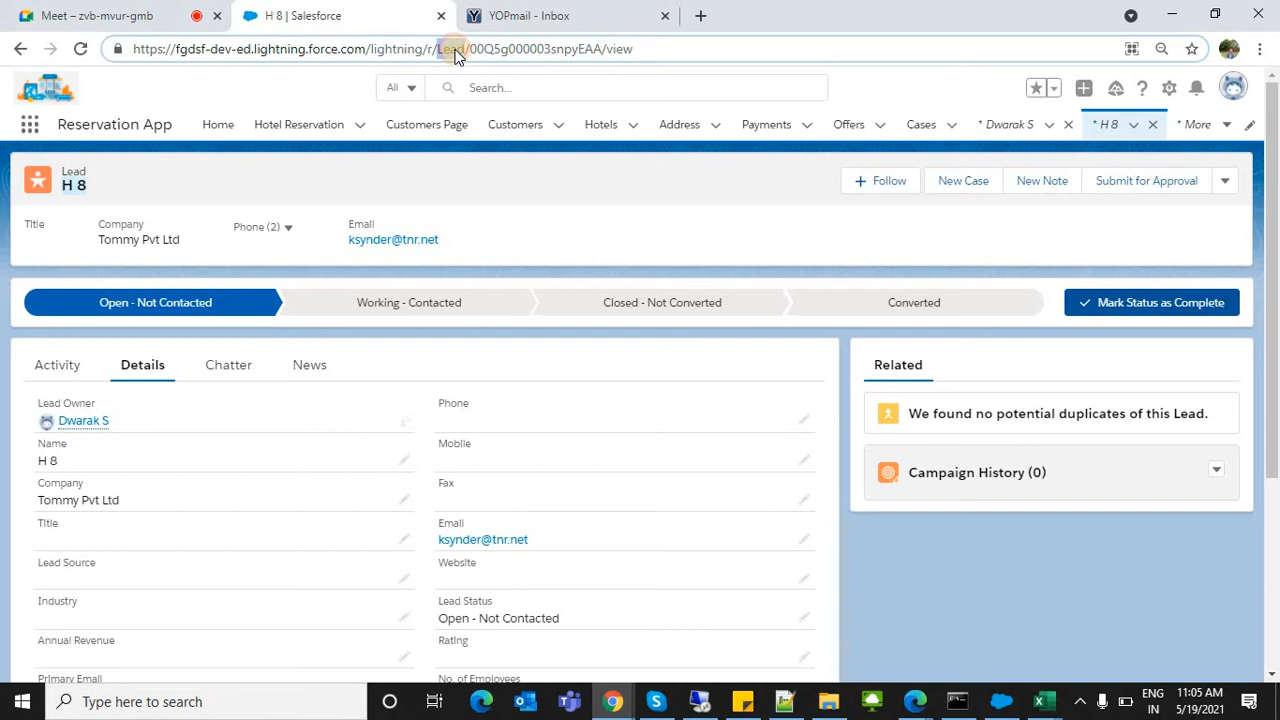 Meet – zvb-mvur-gmb
H 8 | Salesforce
YOPmail - Inbox
https://fgdsf-dev-ed.lightning.force.com/lightning/r/Lead/00Q5g000003snpyEAA/view
All
Search...
Reservation App
Home
Hotel Reservation
Customers Page
Customers
Hotels
Address
Payments
Offers
Cases
* Dwarak S
* H 8
* More
Lead
H 8
Follow
New Case
New Note
Submit for Approval
Title
Company
Phone (2)
Email
Tommy Pvt Ltd
ksynder@tnr.net
Open - Not Contacted
Working - Contacted
Closed - Not Converted
Converted
Mark Status as Complete
Activity
Details
Chatter
News
Related
Lead Owner
Dwarak S
Phone
Name
H 8
Mobile
Company
Tommy Pvt Ltd
Fax
Title
Email
ksynder@tnr.net
Lead Source
Website
Industry
Lead Status
Open - Not Contacted
Annual Revenue
Rating
Primary Email
No. of Employees
We found no potential duplicates of this Lead.
Campaign History (0)
Type here to search
ENG
IN
11:05 AM
5/19/2021